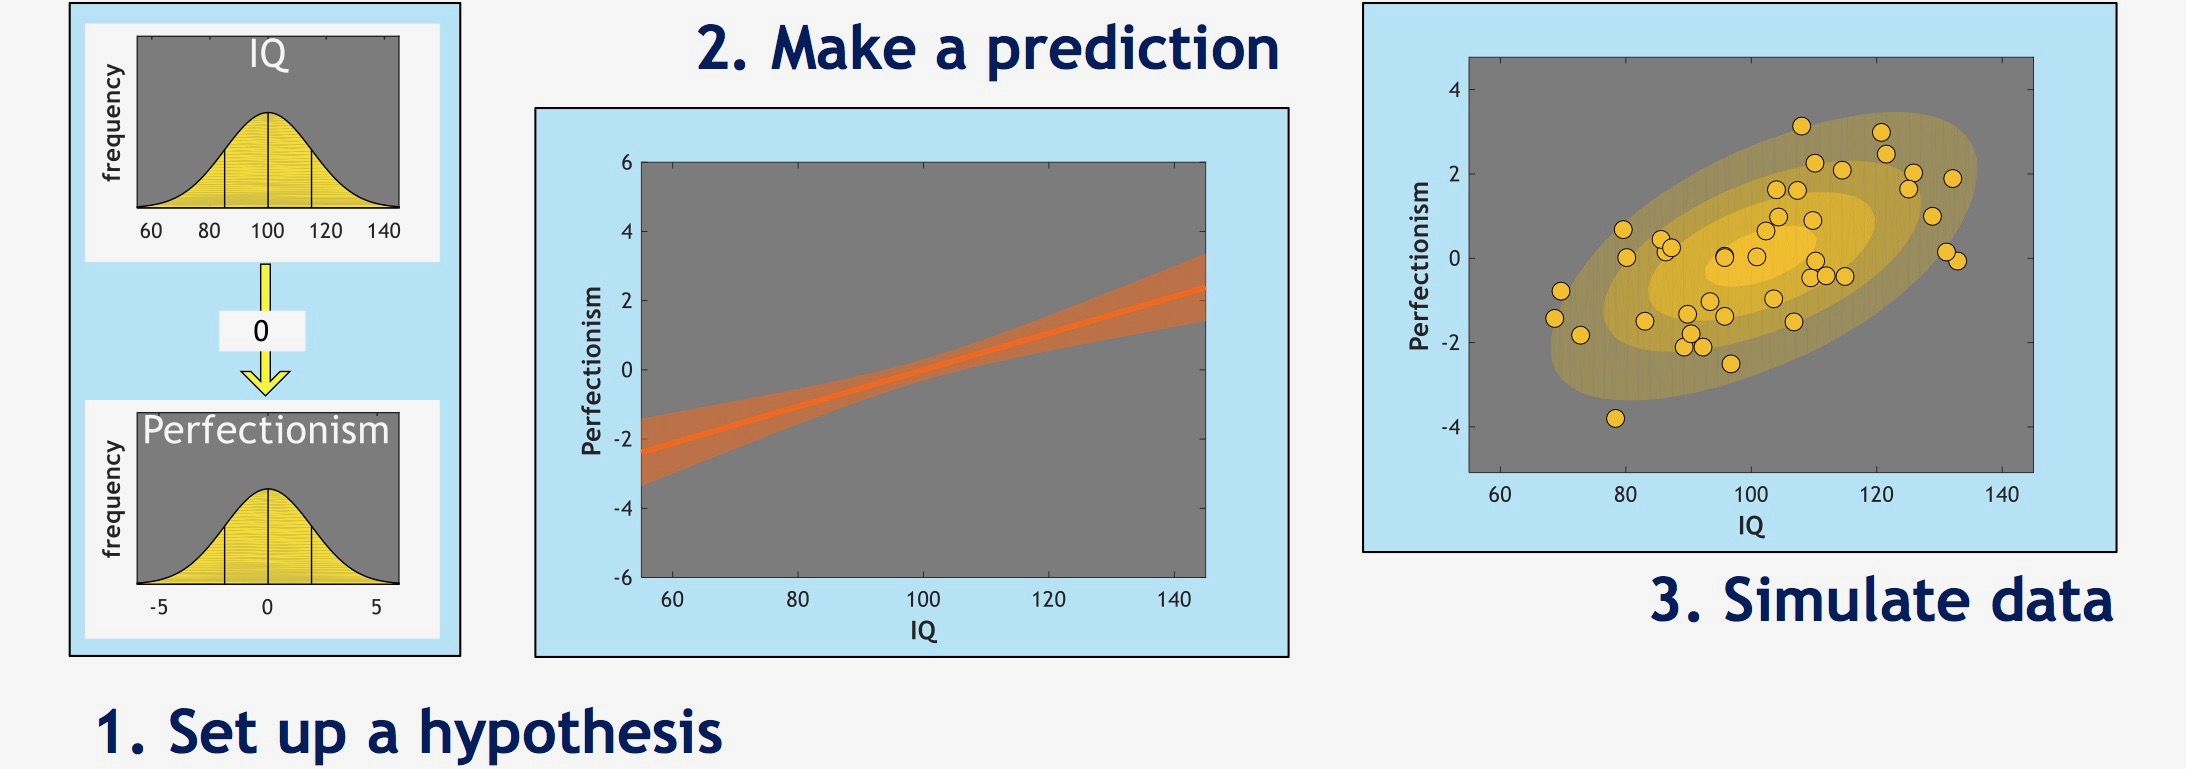 IQ
frequency
60 80 100 120 140
0
Perfectionism
frequency
-5 0 5
1. Set up a hypothesis
2. Make a prediction
6
4
2
0
-2
-4
-6
Perfectionism
60 80 100 120 140
IQ
4
2
0
-2
-4
Perfectionism
60 80 100 120 140
IQ
3. Simulate data